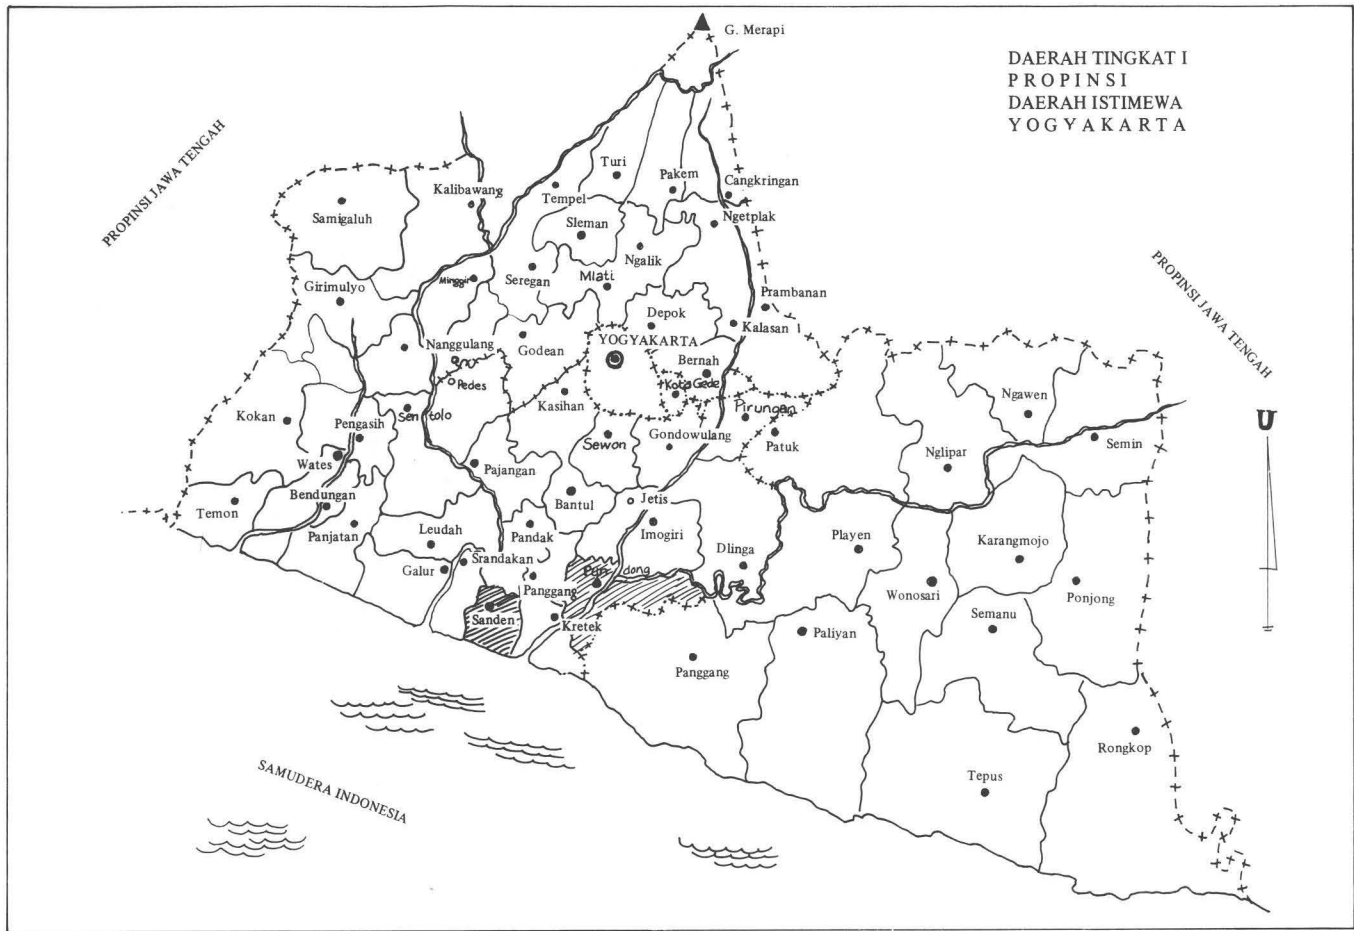 G. Merapi
DAERAH TINGKAT I
PROPINSI
DAERAH ISTIMEWA
YOGYAKARTA
PROPINSI JAWA TENGAH
Turi
Pakem
Cangkringan
Kalibawang
Tempel
Samigaluh
Sleman
Ngetplak
Ngalik
Minggir
Seregan
Mlati
Girimulyo
Prambanan
PROPINSI JAWA TENGAH
Depok
Kalasan
Nanggulang
Godean
YOGYAKARTA
Bernah
Pedes
Kota Gede
Kasihan
Ngawen
Kokan
Sentolo
Pirungan
U
Pengasih
Sewon
Gondowulang
Patuk
Semin
Nglipar
Wates
Pajangan
Bendungan
Bantul
Jetis
Temon
Panjatan
Leudah
Pandak
Imogiri
Playen
Karangmojo
Dlinga
Galur
Srandakan
Pundong
Panggang
Wonosari
Ponjong
Sanden
Kretek
Semanu
Paliyan
Panggang
Rongkop
Tepus
SAMUDERA INDONESIA